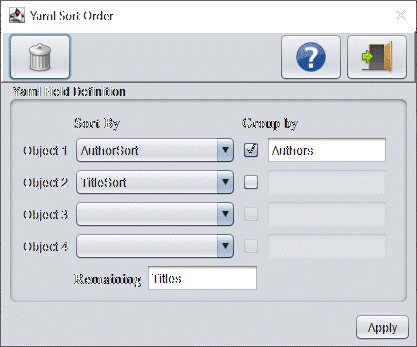 Yaml Sort Order
Yaml Field Definition
Sort By Group by
Object 1 AuthorSort Authors
Object 2 TitleSort
Object 3
Object 4
Remaining Titles
Apply